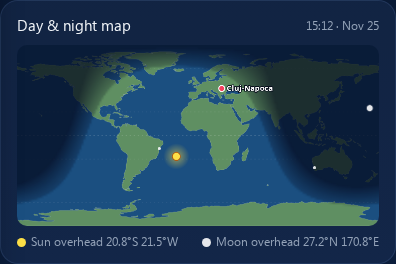 Day & night map
15:12 · Nov 25
Cluj-Napoca
Sun overhead 20.8°S 21.5°W
Moon overhead 27.2°N 170.8°E